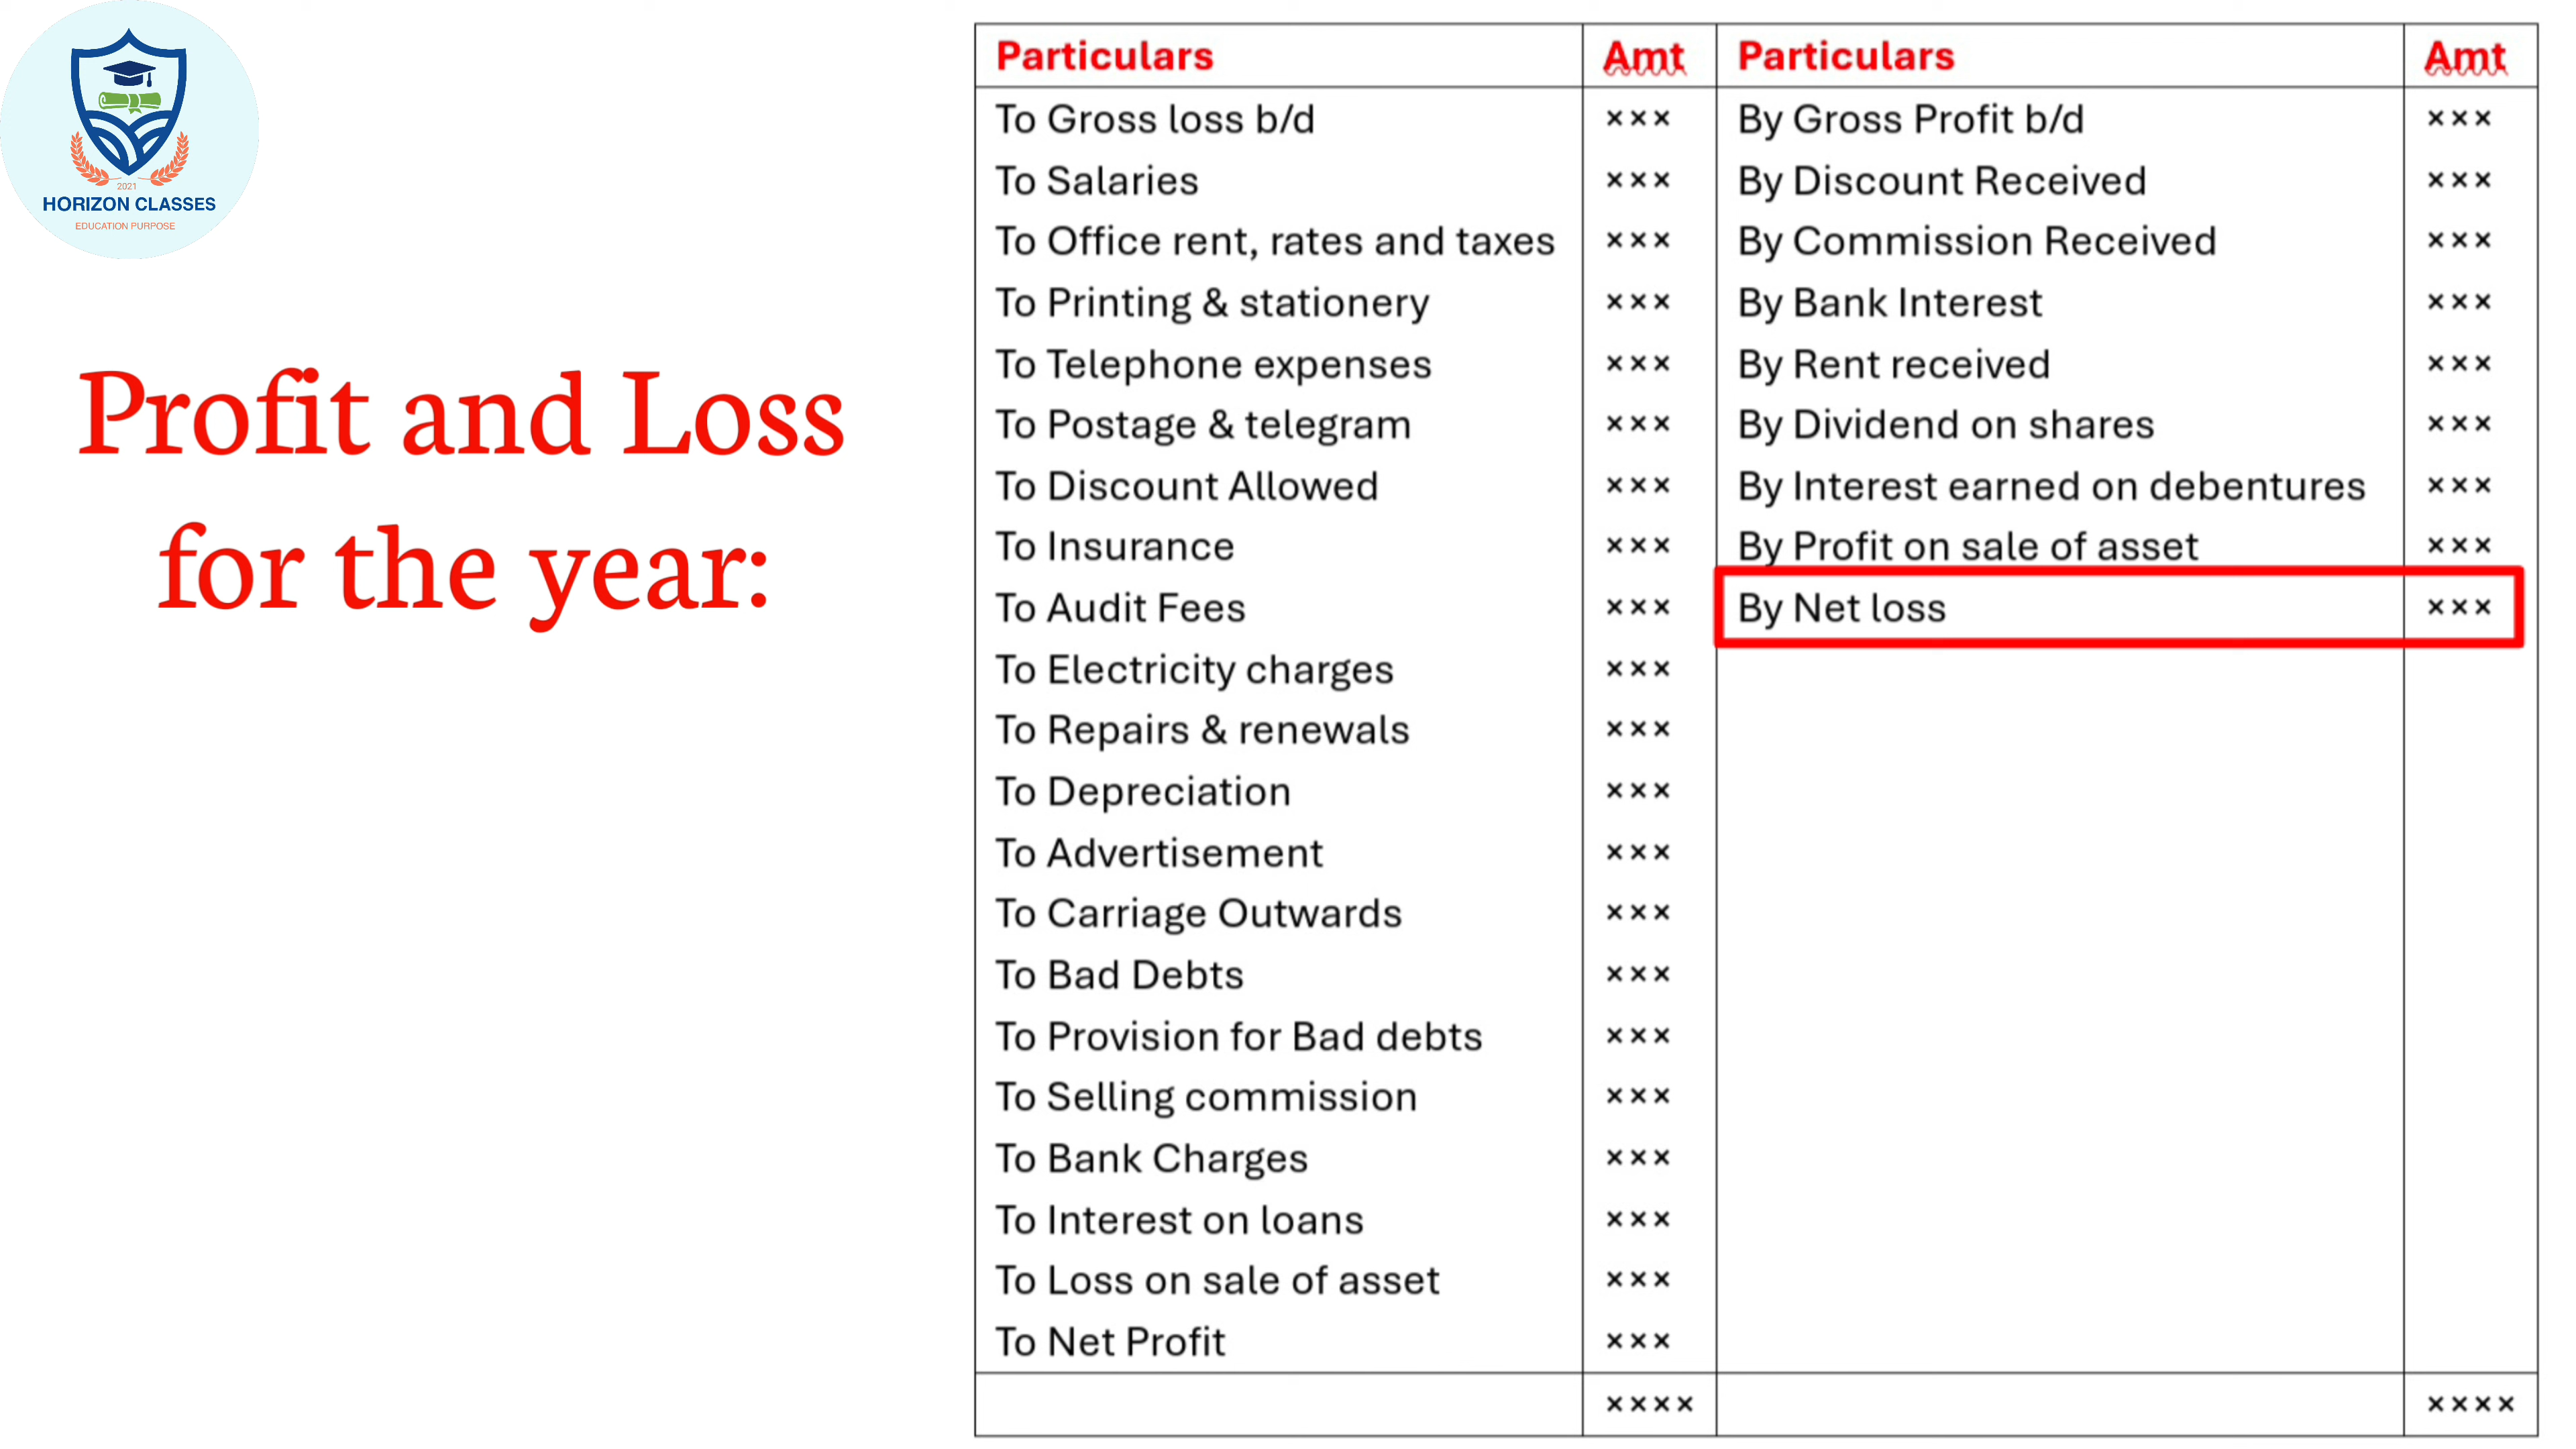 2021
HORIZON CLASSES
EDUCATION PURPOSE
Profit and Loss
for the year:
Particulars Amt Particulars Amt
To Gross loss b/d ××× By Gross Profit b/d ×××
To Salaries ××× By Discount Received ×××
To Office rent, rates and taxes ××× By Commission Received ×××
To Printing & stationery ××× By Bank Interest ×××
To Telephone expenses ××× By Rent received ×××
To Postage & telegram ××× By Dividend on shares ×××
To Discount Allowed ××× By Interest earned on debentures ×××
To Insurance ××× By Profit on sale of asset ×××
To Audit Fees ××× By Net loss ×××
To Electricity charges ×××
To Repairs & renewals ×××
To Depreciation ×××
To Advertisement ×××
To Carriage Outwards ×××
To Bad Debts ×××
To Provision for Bad debts ×××
To Selling commission ×××
To Bank Charges ×××
To Interest on loans ×××
To Loss on sale of asset ×××
To Net Profit ×××
×××× ××××